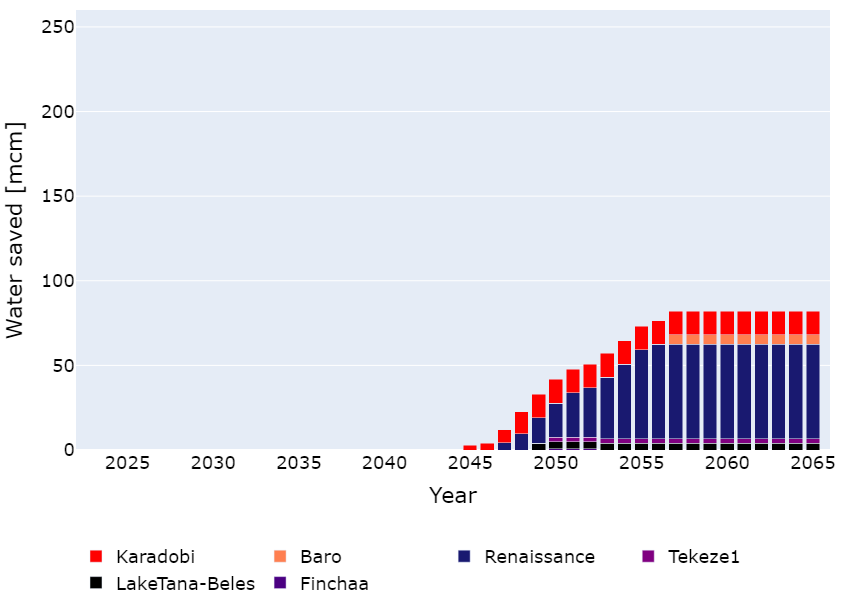 250
200
150
100
50
0
Water saved [mcm]
2025 2030 2035 2040 2045 2050 2055 2060 2065
Year
Karadobi Baro Renaissance Tekeze1
LakeTana-Beles Finchaa